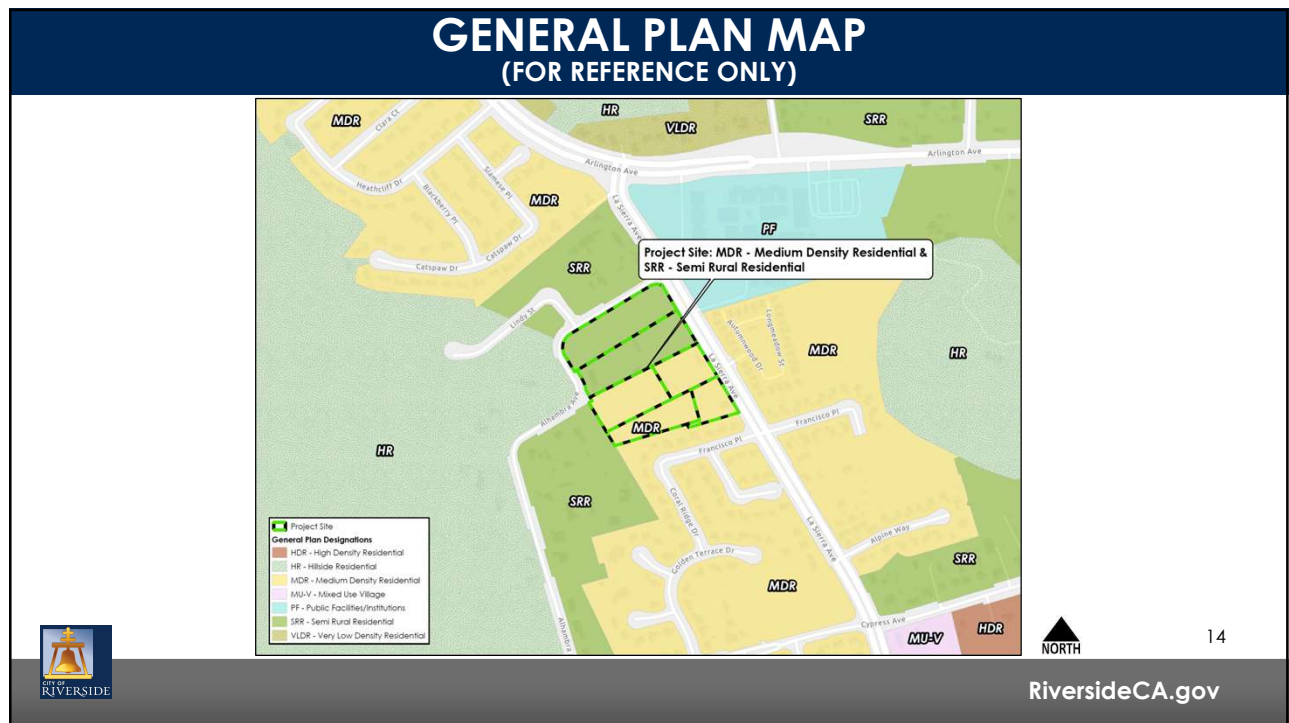 GENERAL PLAN MAP
(FOR REFERENCE ONLY)
HR
MDR
Clara Ct
VLDR
SRR
Arlington Ave
Arlington Ave
Heathcliff Dr
Blackberry Pl
Siamese Pl
MDR
La Sierra Ave
PF
Catspaw Dr
Catspaw Dr
SRR
Project Site: MDR - Medium Density Residential &
SRR - Semi Rural Residential
Lindy St
Autumnwood Dr
Longmeadow St
MDR
HR
La Sierra Ave
Alhambra Ave
MDR
Francisco Pl
Francisco Pl
HR
SRR
Coral Ridge Dr
La Sierra Ave
Alpine Way
Golden Terrace Dr
SRR
MDR
Alhambra
Cypress Ave
MU-V
HDR
Project Site
General Plan Designations
HDR - High Density Residential
HR - Hillside Residential
MDR - Medium Density Residential
MU-V - Mixed Use Village
PF - Public Facilities/Institutions
SRR - Semi Rural Residential
VLDR - Very Low Density Residential
NORTH
14
CITY OF
RIVERSIDE
RiversideCA.gov